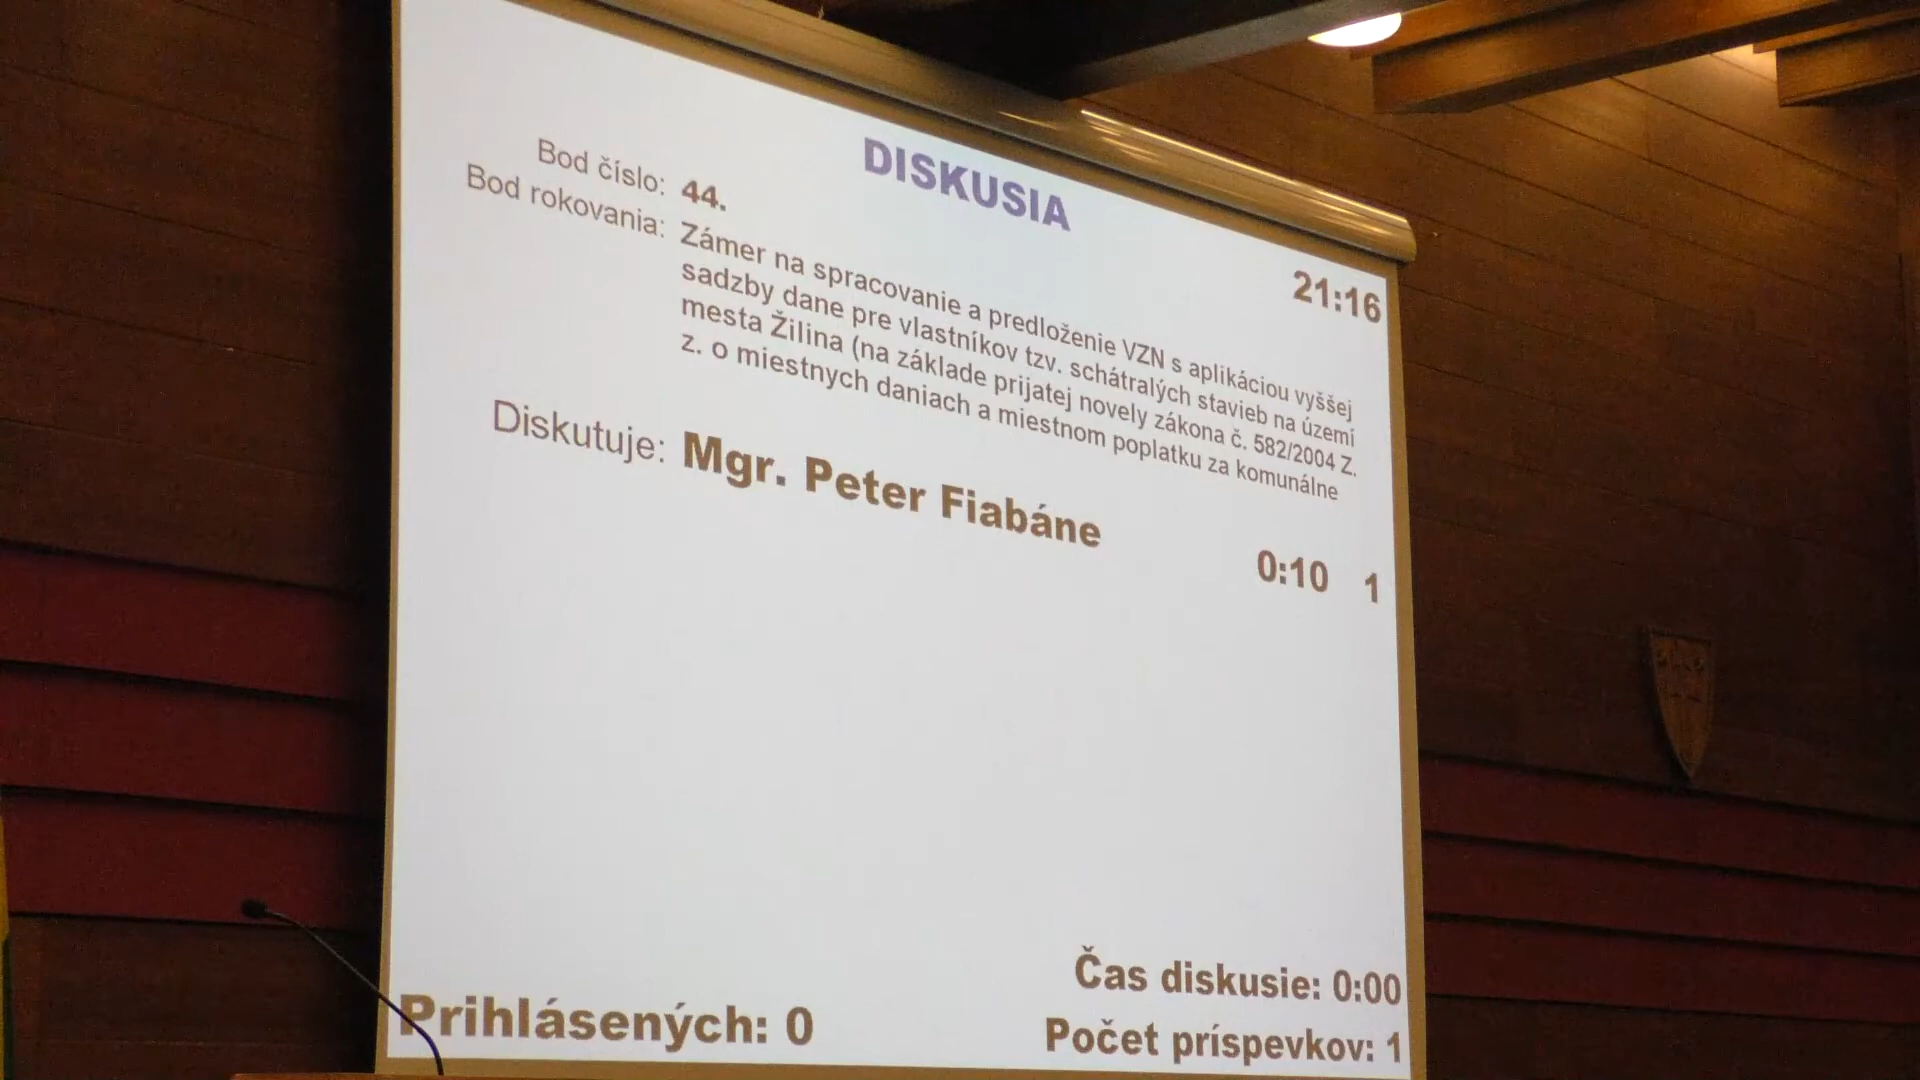 DISKUSIA
Bod číslo: 44.
21:16
Bod rokovania: Zámer na spracovanie a predloženie VZN s aplikáciou vyššej
sadzby dane pre vlastníkov tzv. schátralých stavieb na území
mesta Žilina (na základe prijatej novely zákona č. 582/2004 Z.
z. o miestnych daniach a miestnom poplatku za komunálne
Diskutuje: Mgr. Peter Fiabáne
0:10 1
Čas diskusie: 0:00
Prihlásených: 0
Počet príspevkov: 1